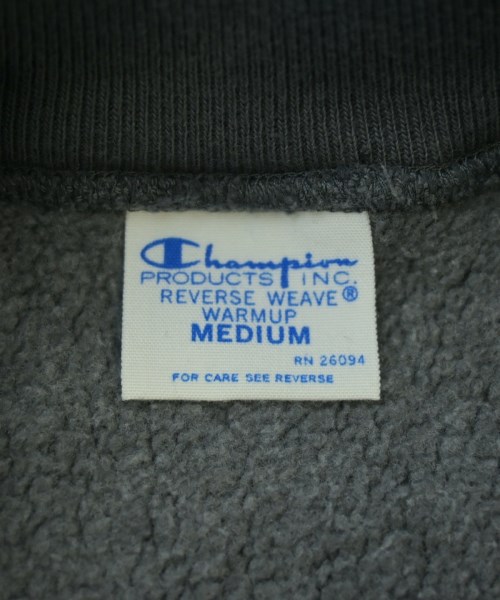 Champion
PRODUCTS INC.
REVERSE WEAVE®
WARMUP
MEDIUM
RN 26094
FOR CARE SEE REVERSE